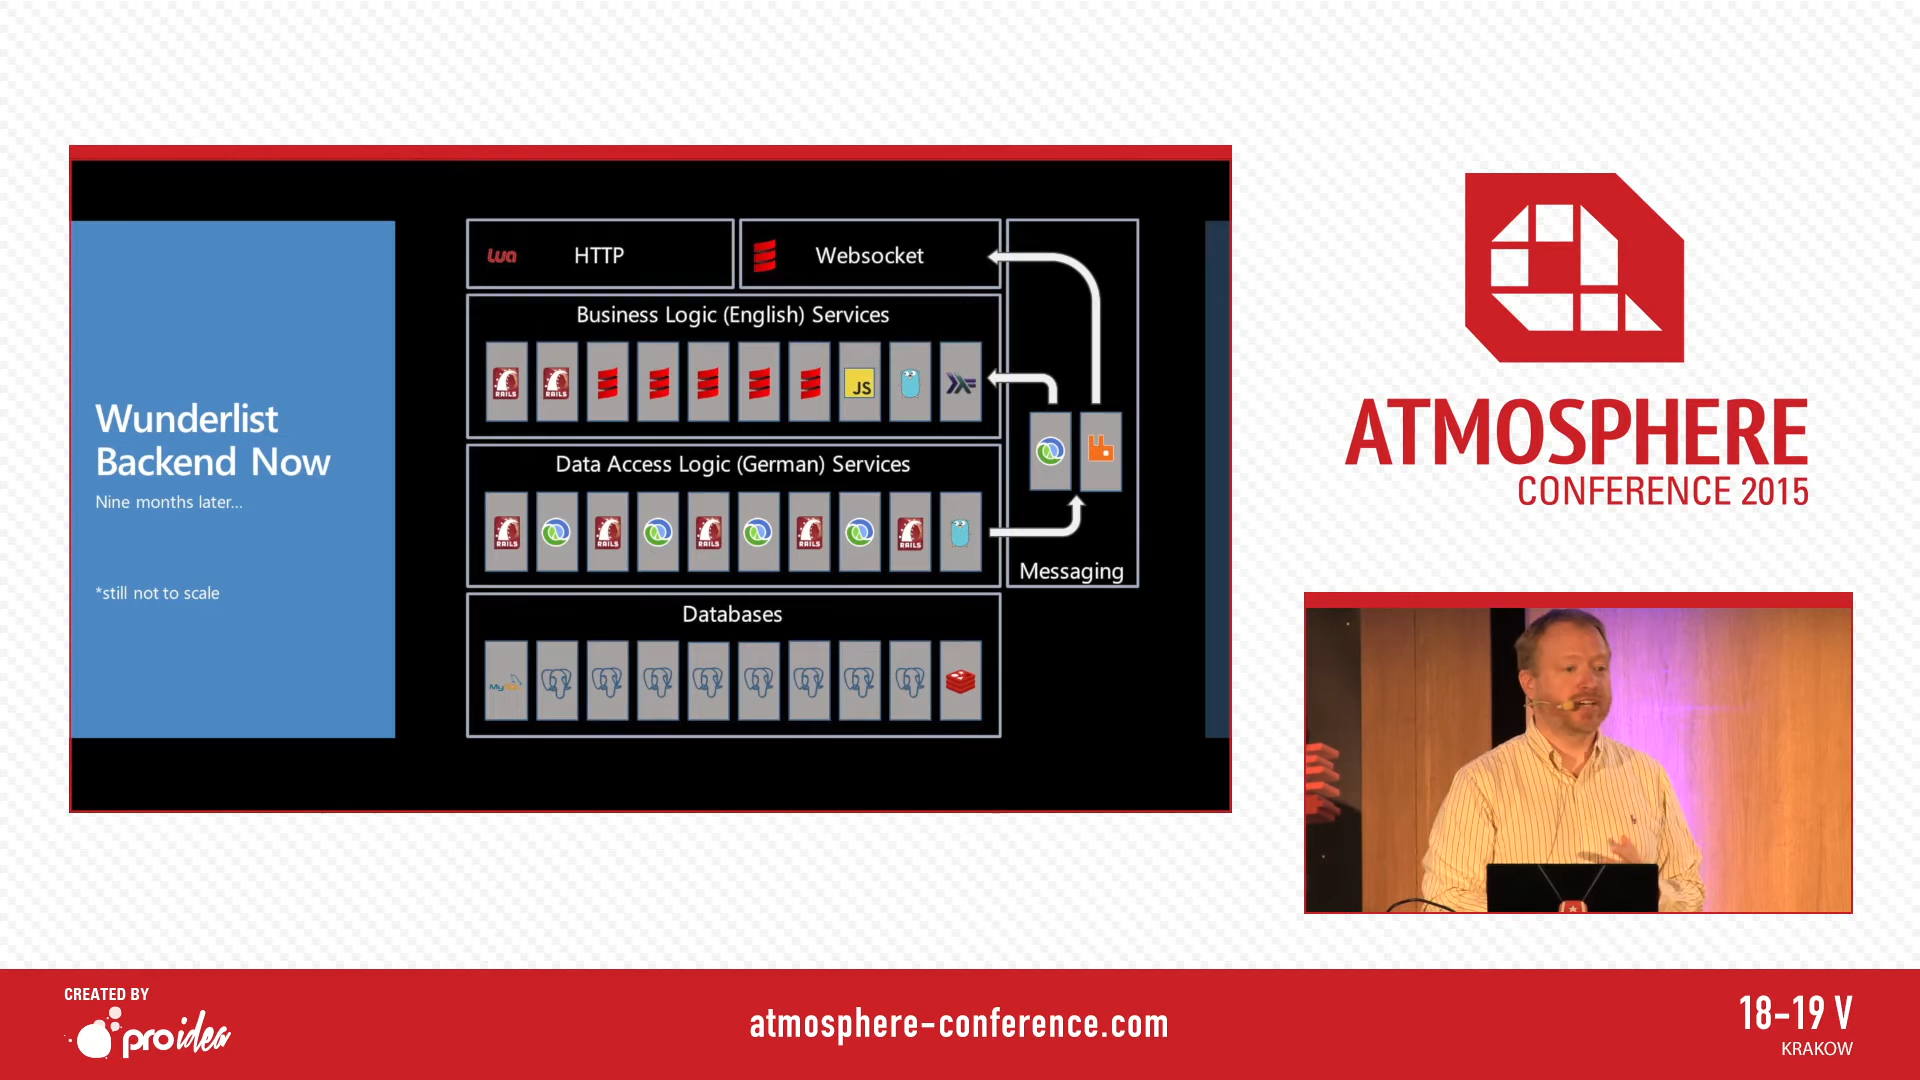 Wunderlist
Backend Now
Nine months later...
*still not to scale
Lua
HTTP
Websocket
Business Logic (English) Services
RAILS
RAILS
JS
Data Access Logic (German) Services
RAILS
RAILS
RAILS
RAILS
RAILS
Messaging
Databases
ATMOSPHERE
CONFERENCE 2015
CREATED BY
proidea
atmosphere-conference.com
18-19 V
KRAKOW